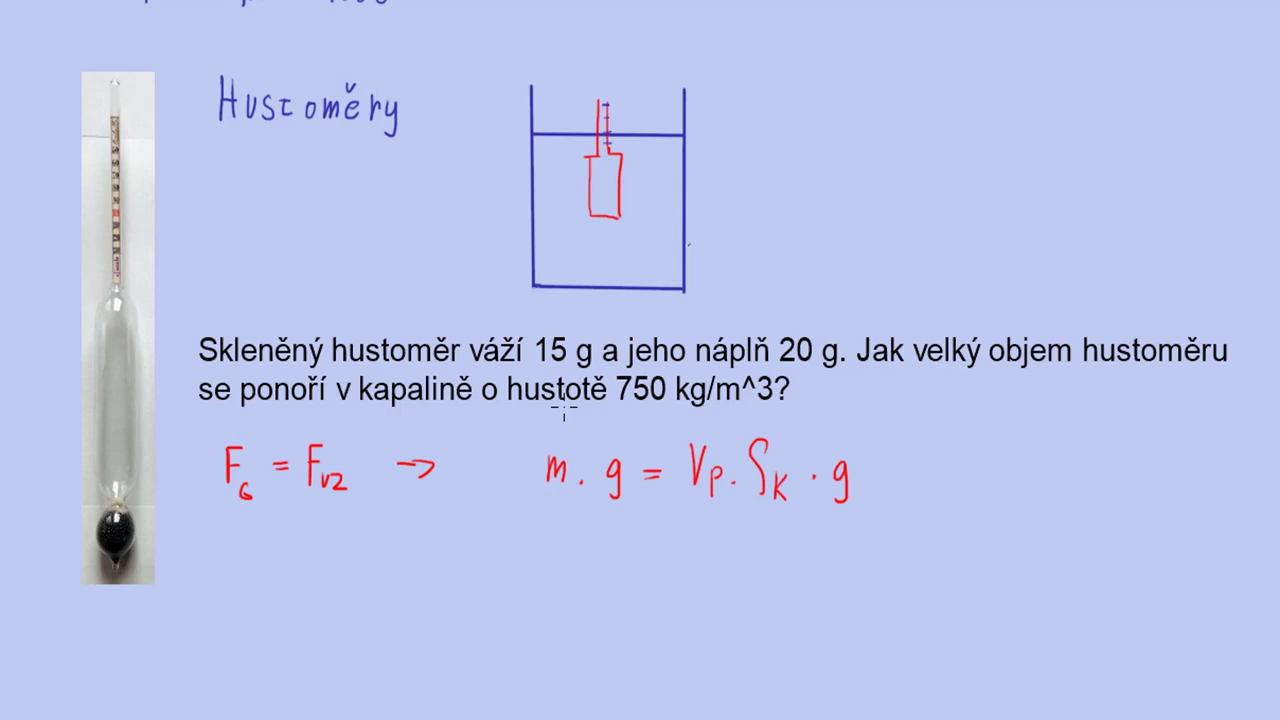 Hustoměry
Skleněný hustoměr váží 15 g a jeho náplň 20 g. Jak velký objem hustoměru
se ponoří v kapalině o hustotě 750 kg/m^3?
F_G = F_vz → m . g = V_P . ρ_K · g